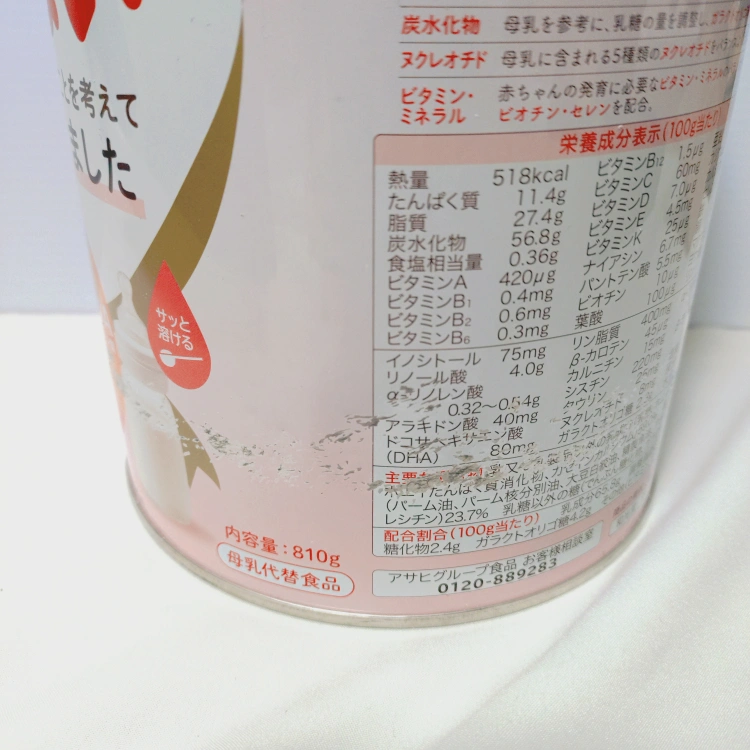 とを考えて
ました
サッと
溶ける
内容量：810g
母乳代替食品
炭水化物 母乳を参考に、乳糖の量を調整し、
ヌクレオチド 母乳に含まれる5種類のヌクレオチドを
ビタミン・ミネラル 赤ちゃんの発育に必要なビタミン・ミネラル
ビオチン・セレンを配合。
栄養成分表示(100g当たり)
熱量 518kcal
たんぱく質 11.4g
脂質 27.4g
炭水化物 56.8g
食塩相当量 0.36g
ビタミンA 420μg
ビタミンB1 0.4mg
ビタミンB2 0.6mg
ビタミンB6 0.3mg
ビタミンB12 1.5μg
ビタミンC 60mg
ビタミンD 7.0μg
ビタミンE 4.5mg
ビタミンK 25μg
ナイアシン 6.7mg
パントテン酸 5.5mg
ビオチン 10μg
葉酸 100μg
イノシトール 75mg
リノール酸 4.0g
α-リノレン酸
0.32～0.54g
アラキドン酸 40mg
ドコサヘキサエン酸
(DHA) 80mg
リン脂質 400mg
β-カロテン 45μg
カルニチン 15mg
シスチン 220mg
タウリン
ヌクレオチド
ガラクトオリゴ糖
(パーム油、パーム核分別油、大豆白絞油
レシチン)23.7% 乳糖以外の糖
配合割合(100g当たり)
糖化物2.4g ガラクトオリゴ糖4.2g
アサヒグループ食品 お客様相談室
0120-889283